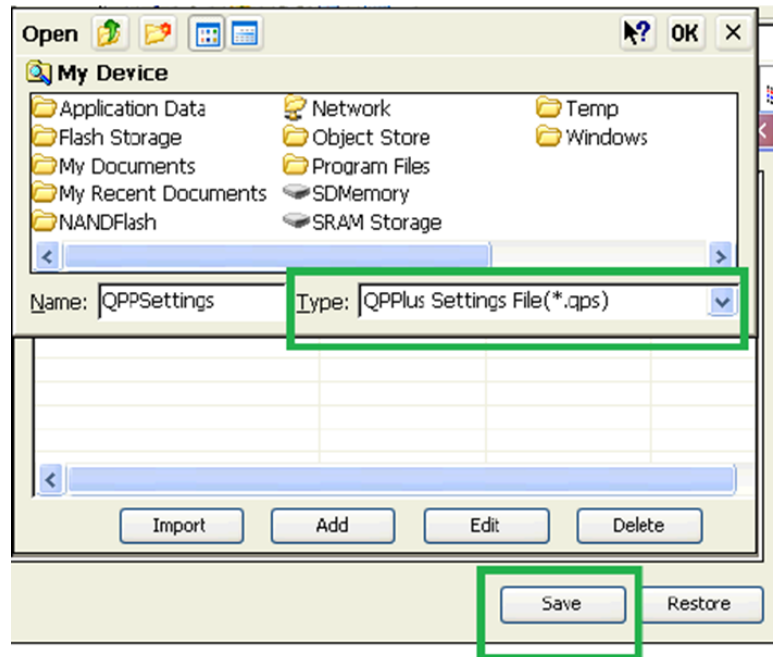 Open ? OK ×
My Device
Application Data Network Temp
Flash Storage Object Store Windows
My Documents Program Files
My Recent Documents SDMemory
NANDFlash SRAM Storage
Name: QPPSettings Type: QPPlus Settings File(*.qps)
Import Add Edit Delete
Save Restore